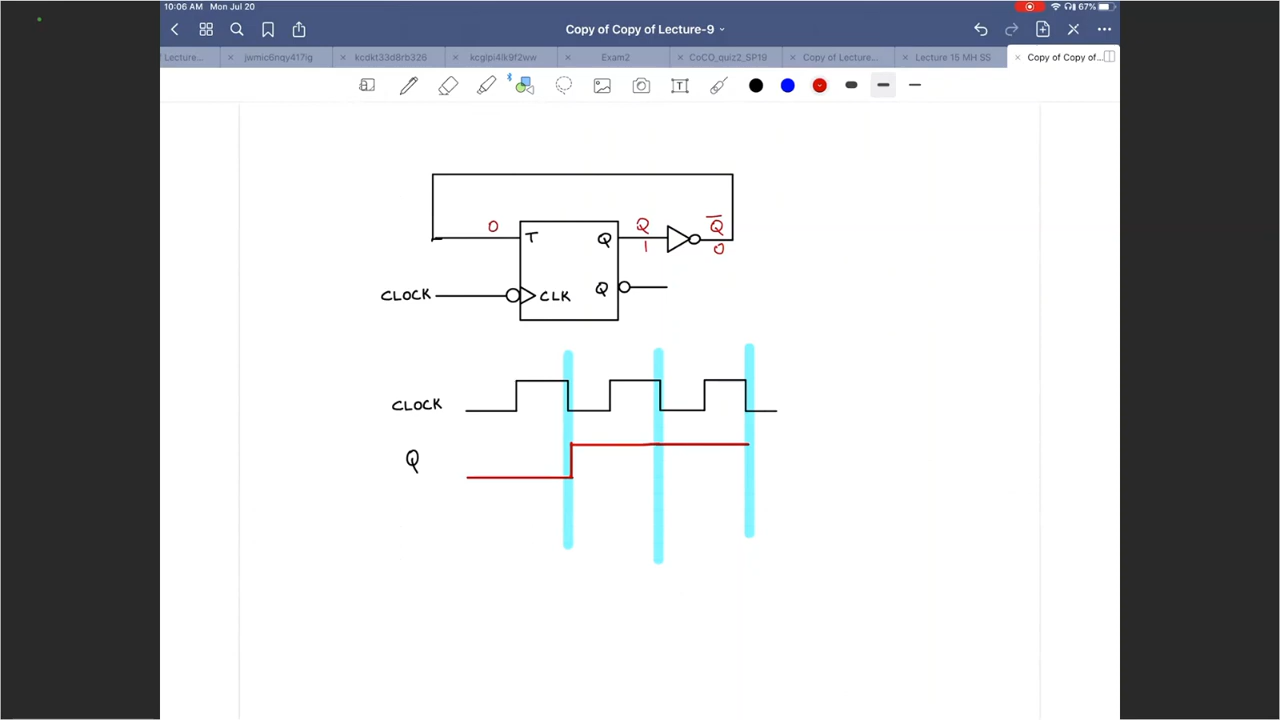 10:06 AM Mon Jul 20
67%
Copy of Copy of Lecture-9
Lecture...
jwmic6nqy417ig
kcdkt33d8rb326
kcgipi4lk9f2ww
Exam2
CoCO_quiz2_SP19
Copy of Lecture...
Lecture 15 MH SS
Copy of Copy of...
T
0 Q Q̅
T Q 1 0
CLOCK CLK Q
CLOCK
Q